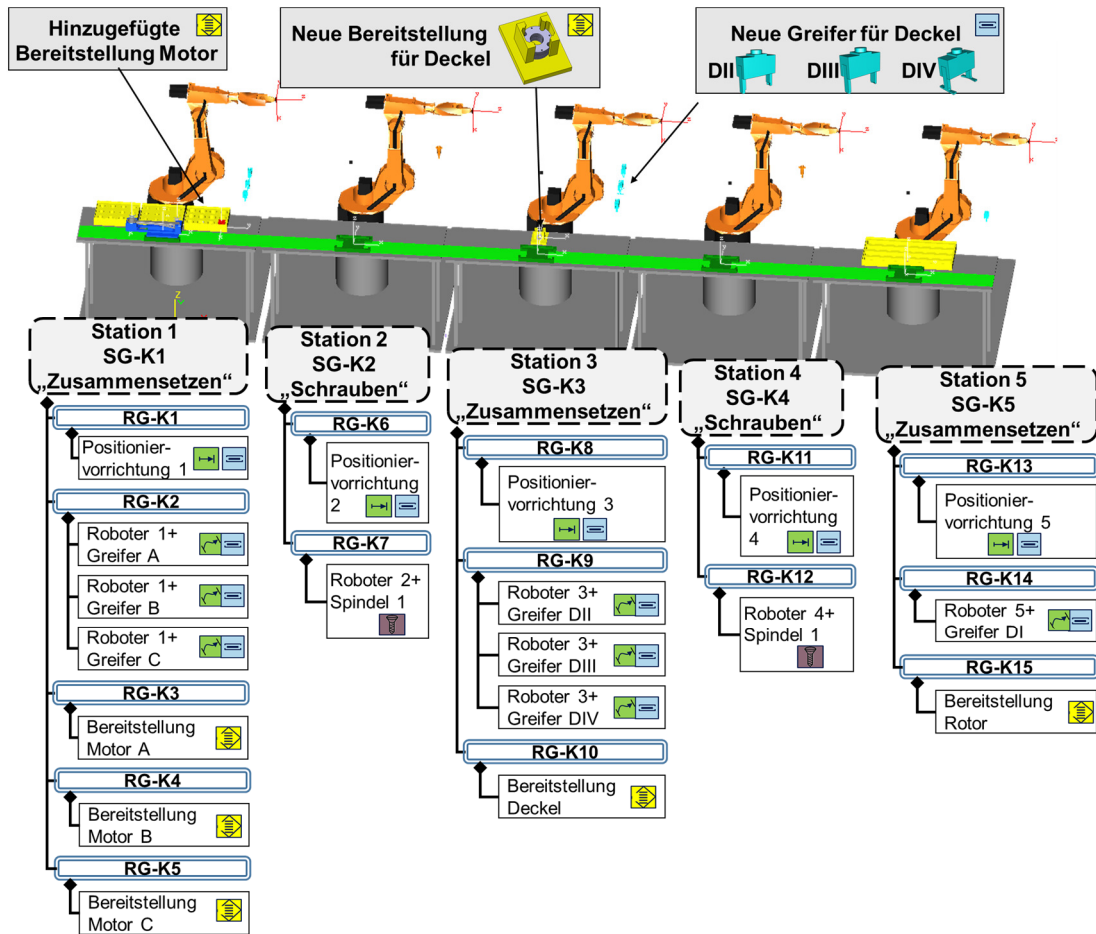 Hinzugefügte
Bereitstellung Motor
Neue Bereitstellung
für Deckel
Neue Greifer für Deckel
DII
DIII
DIV
Station 1
SG-K1
„Zusammensetzen“
RG-K1
Positionier-
vorrichtung 1
RG-K2
Roboter 1+
Greifer A
Roboter 1+
Greifer B
Roboter 1+
Greifer C
RG-K3
Bereitstellung
Motor A
RG-K4
Bereitstellung
Motor B
RG-K5
Bereitstellung
Motor C
Station 2
SG-K2
„Schrauben“
RG-K6
Positionier-
vorrichtung
2
RG-K7
Roboter 2+
Spindel 1
Station 3
SG-K3
„Zusammensetzen“
RG-K8
Positionier-
vorrichtung 3
RG-K9
Roboter 3+
Greifer DII
Roboter 3+
Greifer DIII
Roboter 3+
Greifer DIV
RG-K10
Bereitstellung
Deckel
Station 4
SG-K4
„Schrauben“
RG-K11
Positionier-
vorrichtung
4
RG-K12
Roboter 4+
Spindel 1
Station 5
SG-K5
„Zusammensetzen“
RG-K13
Positionier-
vorrichtung 5
RG-K14
Roboter 5+
Greifer DI
RG-K15
Bereitstellung
Rotor